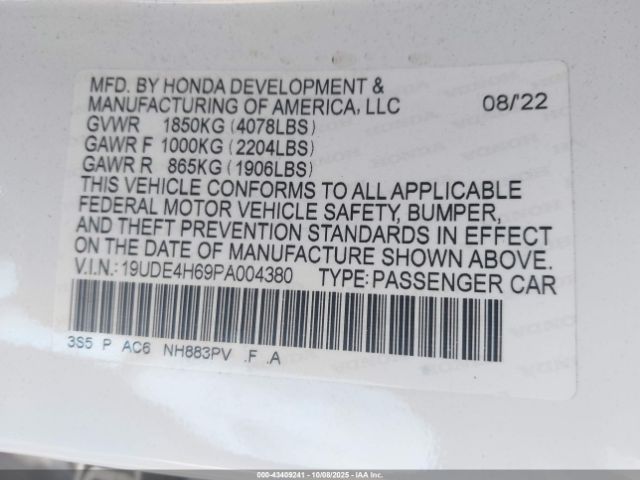 MFD. BY HONDA DEVELOPMENT &
MANUFACTURING OF AMERICA, LLC 08/'22
GVWR 1850KG (4078LBS)
GAWR F 1000KG (2204LBS)
GAWR R 865KG (1906LBS)
THIS VEHICLE CONFORMS TO ALL APPLICABLE
FEDERAL MOTOR VEHICLE SAFETY, BUMPER,
AND THEFT PREVENTION STANDARDS IN EFFECT
ON THE DATE OF MANUFACTURE SHOWN ABOVE.
V.I.N.:19UDE4H69PA004380 TYPE:PASSENGER CAR
3S5 P AC6 NH883PV .F .A
000-43409241 - 10/08/2025 - IAA Inc. - Copyright